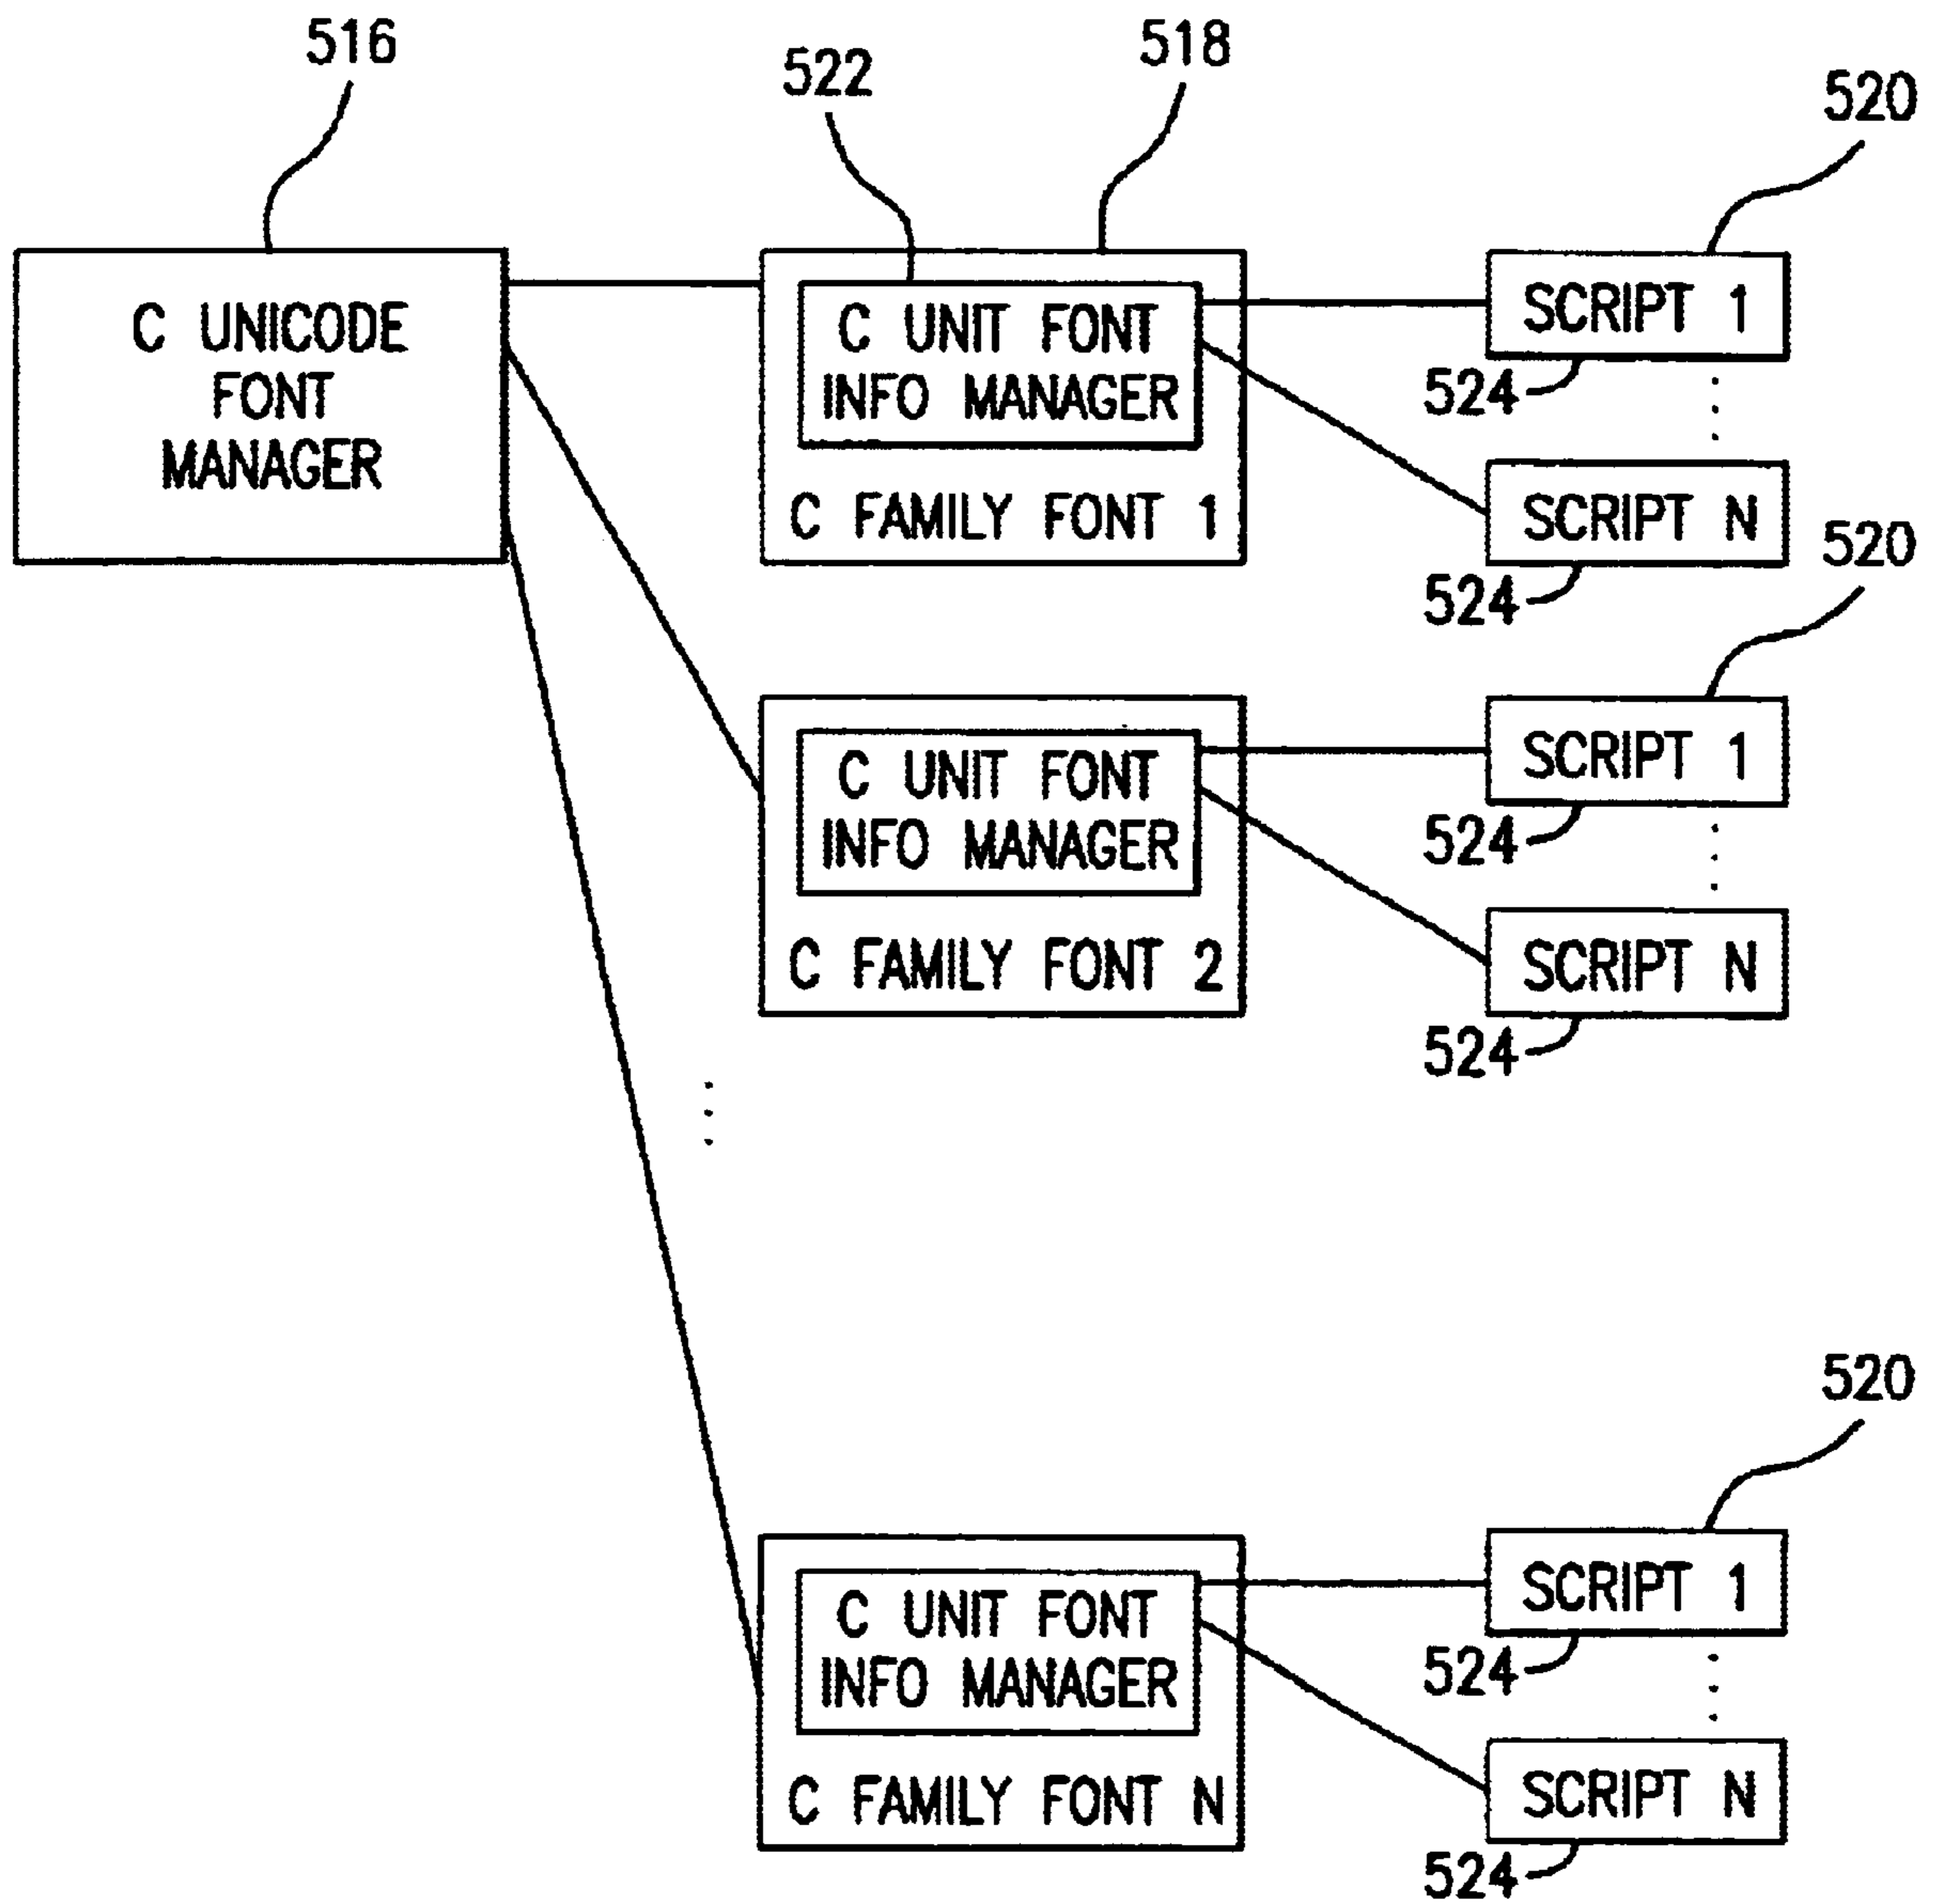 516
522
518
520
C UNICODE
FONT
MANAGER
C UNIT FONT
INFO MANAGER
C FAMILY FONT 1
SCRIPT 1
524
SCRIPT N
524
520
C UNIT FONT
INFO MANAGER
C FAMILY FONT 2
SCRIPT 1
524
SCRIPT N
524
520
C UNIT FONT
INFO MANAGER
C FAMILY FONT N
SCRIPT 1
524
SCRIPT N
524